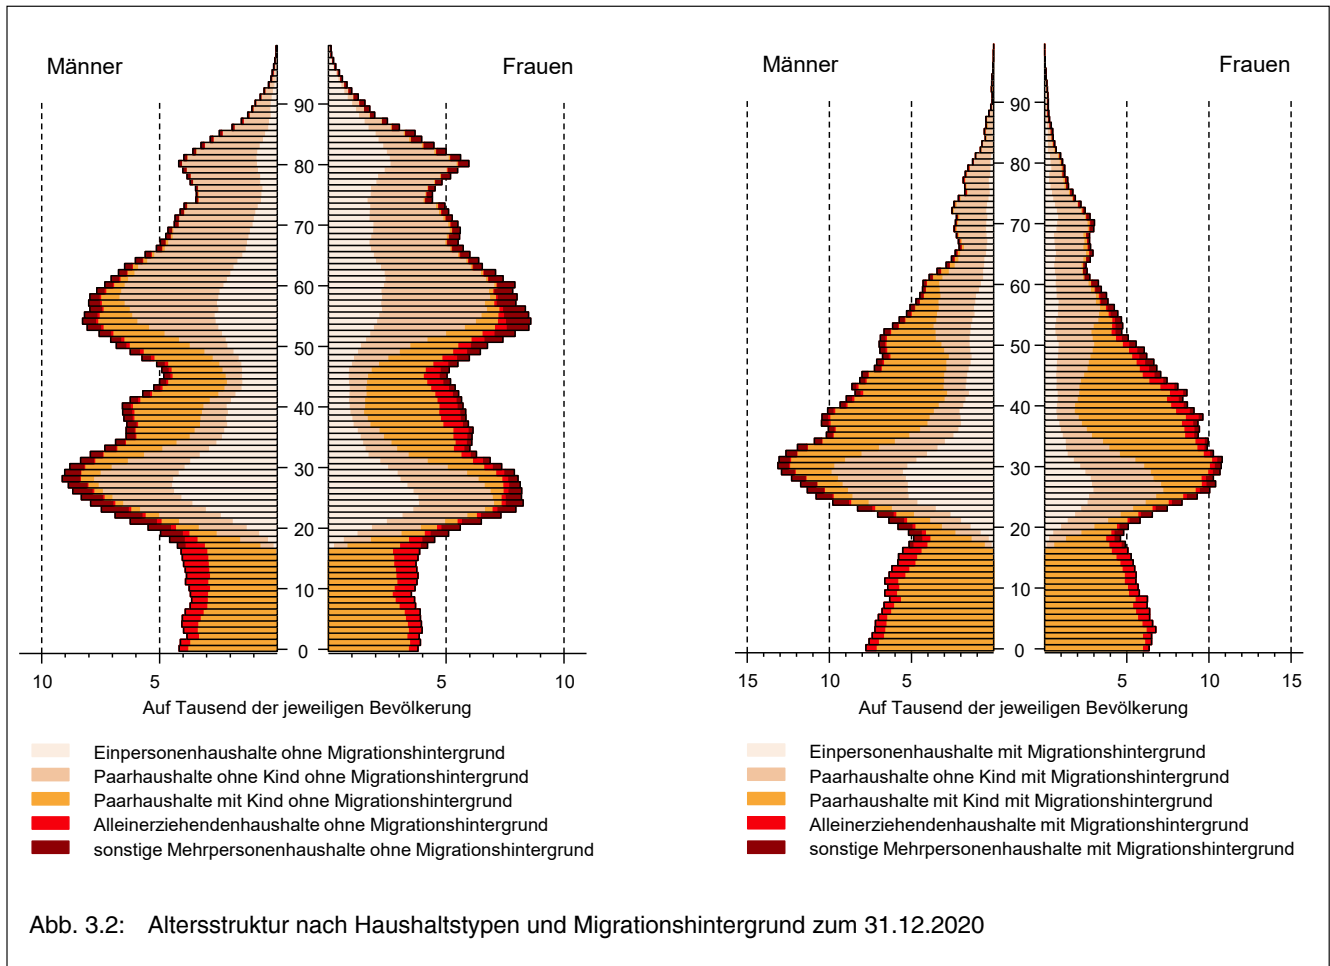 Männer
Frauen
90
80
70
60
50
40
30
20
10
0
10
5
5
10
Auf Tausend der jeweiligen Bevölkerung
Einpersonenhaushalte ohne Migrationshintergrund
Paarhaushalte ohne Kind ohne Migrationshintergrund
Paarhaushalte mit Kind ohne Migrationshintergrund
Alleinerziehendenhaushalte ohne Migrationshintergrund
sonstige Mehrpersonenhaushalte ohne Migrationshintergrund
Männer
Frauen
90
80
70
60
50
40
30
20
10
0
15
10
5
5
10
15
Auf Tausend der jeweiligen Bevölkerung
Einpersonenhaushalte mit Migrationshintergrund
Paarhaushalte ohne Kind mit Migrationshintergrund
Paarhaushalte mit Kind mit Migrationshintergrund
Alleinerziehendenhaushalte mit Migrationshintergrund
sonstige Mehrpersonenhaushalte mit Migrationshintergrund
Abb. 3.2: Altersstruktur nach Haushaltstypen und Migrationshintergrund zum 31.12.2020